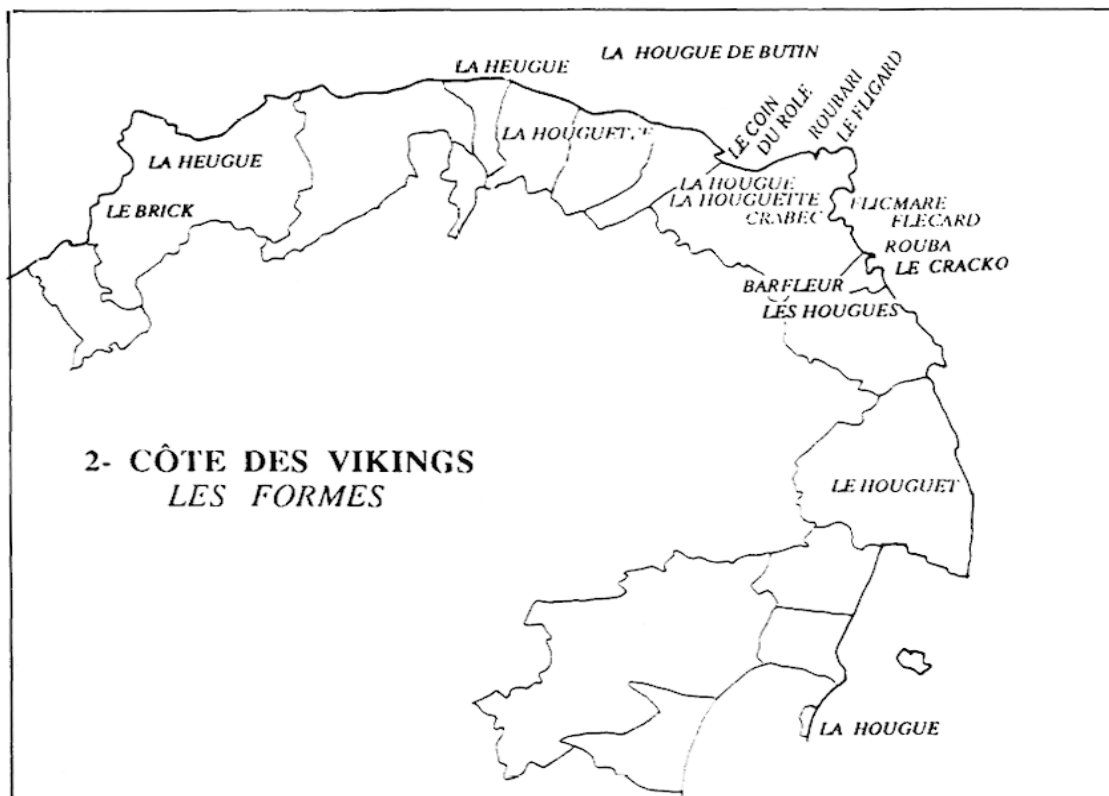 LA HOUGUE DE BUTIN
LA HEUGUE
LE COIN
DU ROLE
ROUBARI
LE FLIGARD
LA HOUGUETTE
LA HEUGUE
LA HOUGUE
LA HOUGUETTE
CRABEC
LE BRICK
FLICMARE
FLECARD
ROUBA
LE CRACKO
BARFLEUR
LES HOUGUES
2- CÔTE DES VIKINGS
LES FORMES
LE HOUGUET
LA HOUGUE